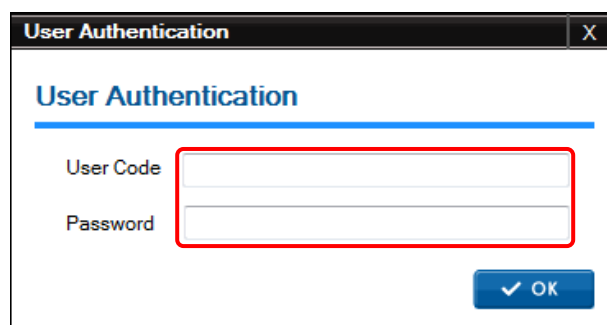 User Authentication X
User Authentication
User Code
Password
✓ OK